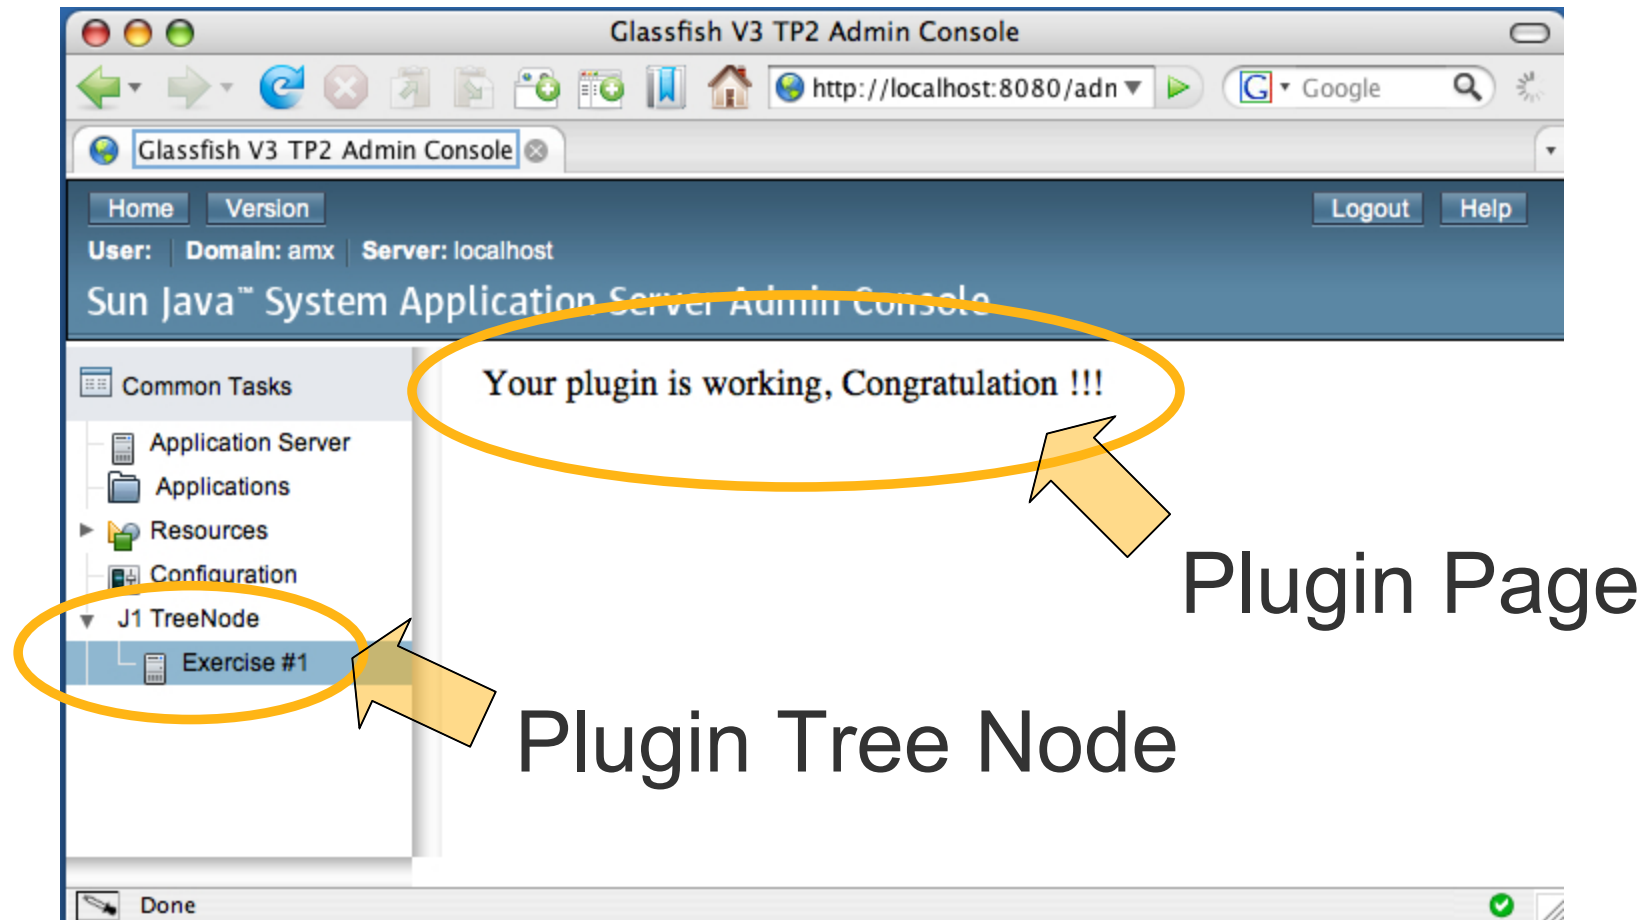 Glassfish V3 TP2 Admin Console
http://localhost:8080/adn
G Google
Glassfish V3 TP2 Admin Console
Home Version Logout Help
User: Domain: amx Server: localhost
Sun Java™ System Application Server Admin Console
Common Tasks
Your plugin is working, Congratulation !!!
Application Server
Applications
Resources
Configuration
J1 TreeNode
Exercise #1
Plugin Page
Plugin Tree Node
Done